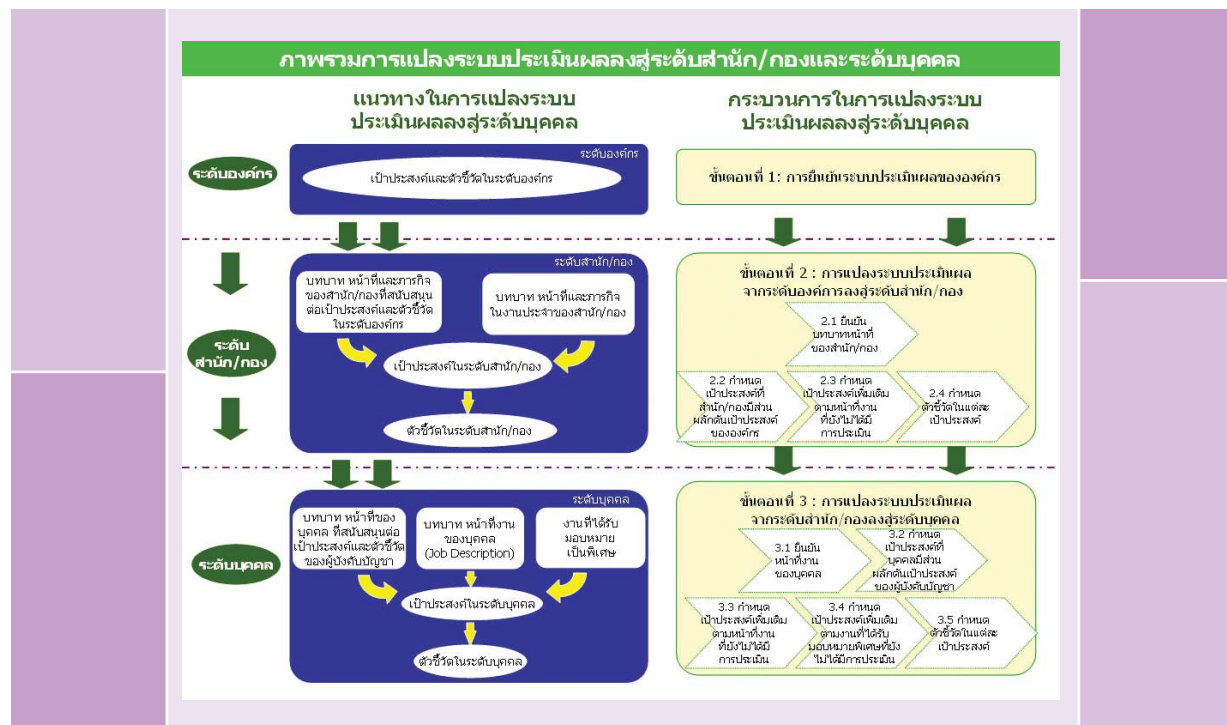 ภาพรวมการแปลงระบบประเมินผลลงสู่ระดับสำนัก/กองและระดับบุคคล
แนวทางในการแปลงระบบ
ประเมินผลลงสู่ระดับบุคคล
กระบวนการในการแปลงระบบ
ประเมินผลลงสู่ระดับบุคคล
ระดับองค์กร
ระดับองค์กร
เป้าประสงค์และตัวชี้วัดในระดับองค์กร
ขั้นตอนที่ 1: การยืนยันระบบประเมินผลขององค์กร
ระดับ
สำนัก/กอง
ระดับสำนัก/กอง
บทบาท หน้าที่และภารกิจ
ของสำนัก/กองที่สนับสนุน
ต่อเป้าประสงค์และตัวชี้วัด
ในระดับองค์กร
บทบาท หน้าที่และภารกิจ
ในงานประจำของสำนัก/กอง
เป้าประสงค์ในระดับสำนัก/กอง
ตัวชี้วัดในระดับสำนัก/กอง
ขั้นตอนที่ 2 : การแปลงระบบประเมินผล
จากระดับองค์การลงสู่ระดับสำนัก/กอง
2.1 ยืนยัน
บทบาทหน้าที่
ของสำนัก/กอง
2.2 กำหนด
เป้าประสงค์ที่
สำนัก/กองมีส่วน
ผลักดันเป้าประสงค์
ขององค์กร
2.3 กำหนด
เป้าประสงค์เพิ่มเติม
ตามหน้าที่งาน
ที่ยังไม่ได้มี
การประเมิน
2.4 กำหนด
ตัวชี้วัดในแต่ละ
เป้าประสงค์
ระดับบุคคล
ระดับบุคคล
บทบาท หน้าที่ของ
บุคคล ที่สนับสนุนต่อ
เป้าประสงค์และตัวชี้วัด
ของผู้บังคับบัญชา
บทบาท หน้าที่งาน
ของบุคคล
(Job Description)
งานที่ได้รับ
มอบหมาย
เป็นพิเศษ
เป้าประสงค์ในระดับบุคคล
ตัวชี้วัดในระดับบุคคล
ขั้นตอนที่ 3 : การแปลงระบบประเมินผล
จากระดับสำนัก/กองลงสู่ระดับบุคคล
3.1 ยืนยัน
หน้าที่งาน
ของบุคคล
3.2 กำหนด
เป้าประสงค์ที่
บุคคลมีส่วน
ผลักดันเป้าประสงค์
ของผู้บังคับบัญชา
3.3 กำหนด
เป้าประสงค์เพิ่มเติม
ตามหน้าที่งาน
ที่ยังไม่ได้มี
การประเมิน
3.4 กำหนด
เป้าประสงค์เพิ่มเติม
ตามงานที่ได้รับ
มอบหมายพิเศษที่ยัง
ไม่ได้มีการประเมิน
3.5 กำหนด
ตัวชี้วัดในแต่ละ
เป้าประสงค์